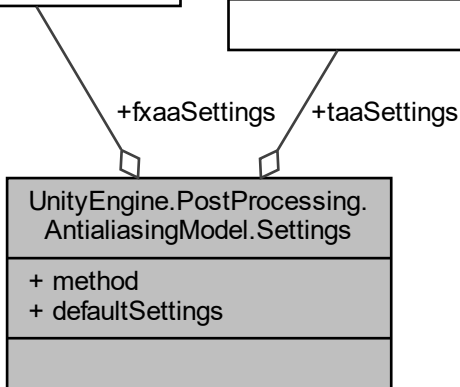 +fxaaSettings
+taaSettings
UnityEngine.PostProcessing.
AntialiasingModel.Settings
+ method
+ defaultSettings